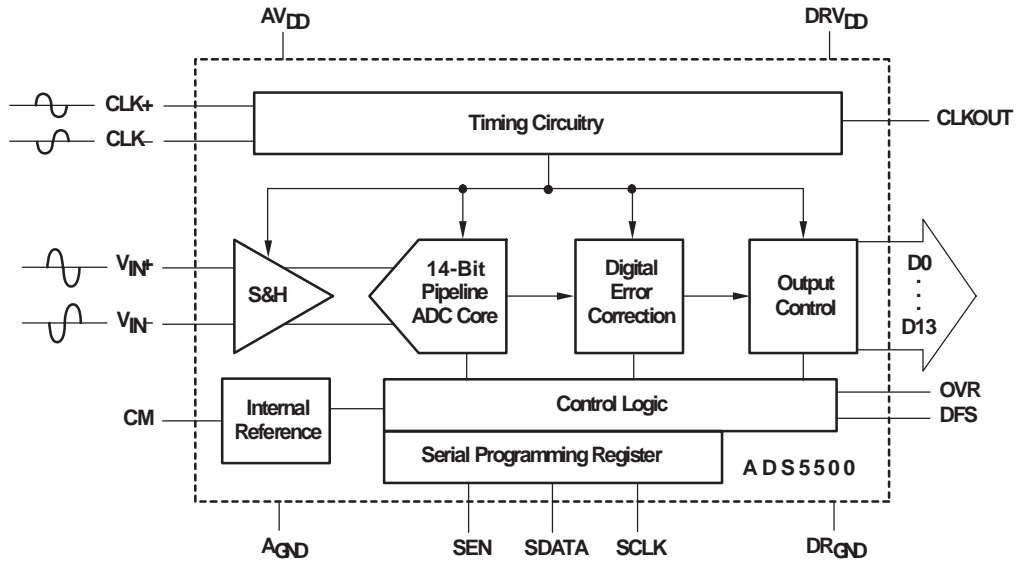 AVDD
DRVDD
CLK+
Timing Circuitry
CLKOUT
CLK–
VIN+
S&H
14-Bit
Pipeline
ADC Core
Digital
Error
Correction
Output
Control
D0
D13
VIN–
CM
Internal
Reference
Control Logic
OVR
DFS
Serial Programming Register
ADS5500
AGND
SEN
SDATA
SCLK
DRGND